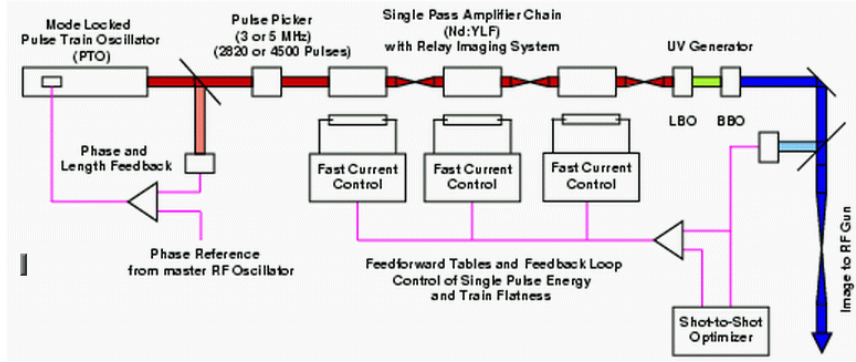 Mode Locked
Pulse Train Oscillator
(PTO)
Pulse Picker
(3 or 5 MHz)
(2820 or 4500 Pulses)
Single Pass Amplifier Chain
(Nd:YLF)
with Relay Imaging System
UV Generator
LBO
BBO
Phase and
Length Feedback
Fast Current
Control
Fast Current
Control
Fast Current
Control
Phase Reference
from master RF Oscillator
Feedforward Tables and Feedback Loop
Control of Single Pulse Energy
and Train Flatness
Shot-to-Shot
Optimizer
Image to RF Gun